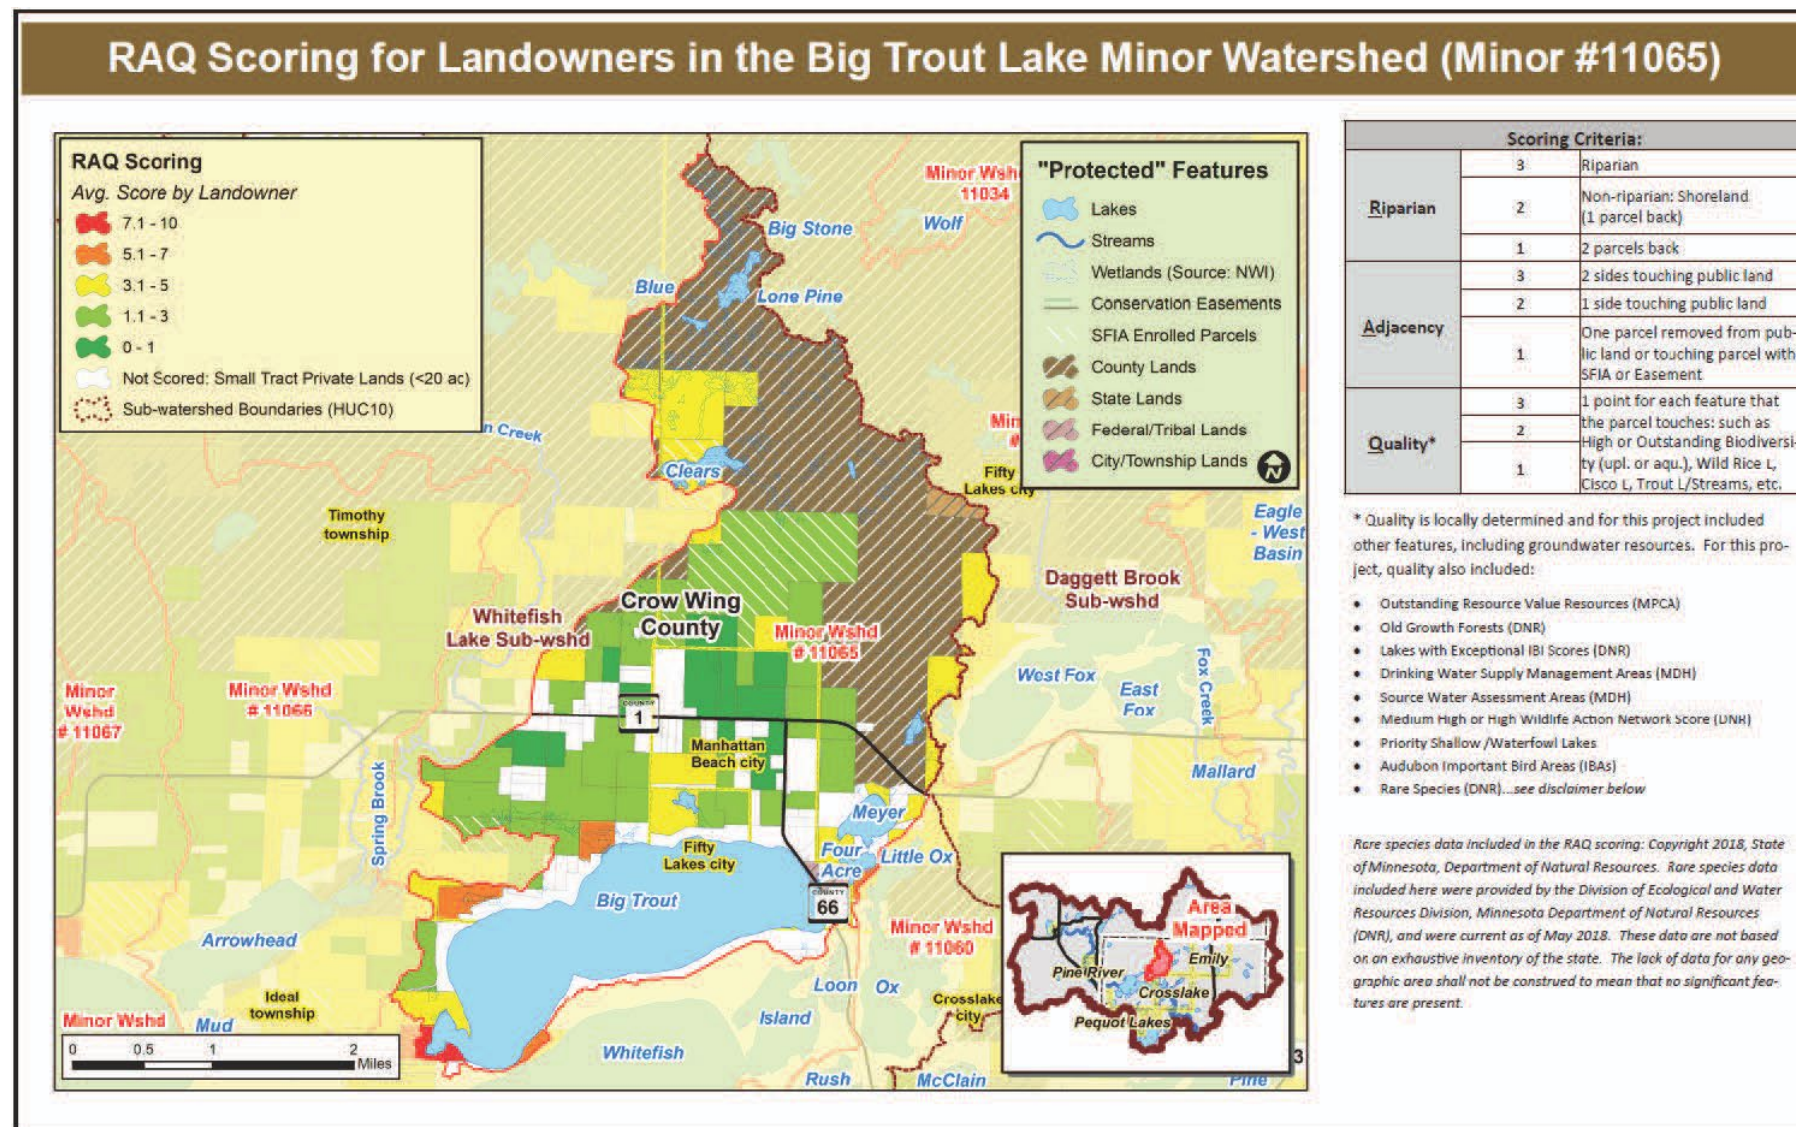 RAQ Scoring for Landowners in the Big Trout Lake Minor Watershed (Minor #11065)
RAQ Scoring
Avg. Score by Landowner
7.1 - 10
5.1 - 7
3.1 - 5
1.1 - 3
0 - 1
Not Scored: Small Tract Private Lands (<20 ac)
Sub-watershed Boundaries (HUC10)
"Protected" Features
Lakes
Streams
Wetlands (Source: NWI)
Conservation Easements
SFIA Enrolled Parcels
County Lands
State Lands
Federal/Tribal Lands
City/Township Lands
N
Minor Wsh
11034
Wolf
Big Stone
Blue
Lone Pine
n Creek
Min
#
Clears
Fifty
Lakes city
Timothy
township
Eagle
- West
Basin
Daggett Brook
Sub-wshd
Crow Wing
County
Whitefish
Lake Sub-wshd
Minor Wshd
# 11065
West Fox
East
Fox
Fox Creek
Minor
Wshd
# 11067
Minor Wshd
# 11066
COUNTY
1
Manhattan
Beach city
Mallard
Spring Brook
Meyer
Four
Acre
Little Ox
Fifty
Lakes city
Big Trout
COUNTY
66
Minor Wshd
# 11060
Arrowhead
Loon
Ox
Crosslake
city
Ideal
township
Minor Wshd
Mud
Island
Whitefish
Rush
McClain
Pine
3
0 0.5 1 2
Miles
Area
Mapped
Pine River
Emily
Crosslake
Pequot Lakes
Scoring Criteria:
Riparian
3 Riparian
2 Non-riparian: Shoreland
(1 parcel back)
1 2 parcels back
Adjacency
3 2 sides touching public land
2 1 side touching public land
1 One parcel removed from pub-
lic land or touching parcel with
SFIA or Easement
Quality*
3
2
1
1 point for each feature that
the parcel touches: such as
High or Outstanding Biodiversi-
ty (upl. or aqu.), Wild Rice L,
Cisco L, Trout L/Streams, etc.
* Quality is locally determined and for this project included
other features, including groundwater resources. For this pro-
ject, quality also included:
• Outstanding Resource Value Resources (MPCA)
• Old Growth Forests (DNR)
• Lakes with Exceptional IBI Scores (DNR)
• Drinking Water Supply Management Areas (MDH)
• Source Water Assessment Areas (MDH)
• Medium High or High Wildlife Action Network Score (DNR)
• Priority Shallow /Waterfowl Lakes
• Audubon Important Bird Areas (IBAs)
• Rare Species (DNR)...see disclaimer below
Rare species data included in the RAQ scoring: Copyright 2018, State
of Minnesota, Department of Natural Resources. Rare species data
included here were provided by the Division of Ecological and Water
Resources Division, Minnesota Department of Natural Resources
(DNR), and were current as of May 2018. These data are not based
on an exhaustive inventory of the state. The lack of data for any geo-
graphic area shall not be construed to mean that no significant fea-
tures are present.